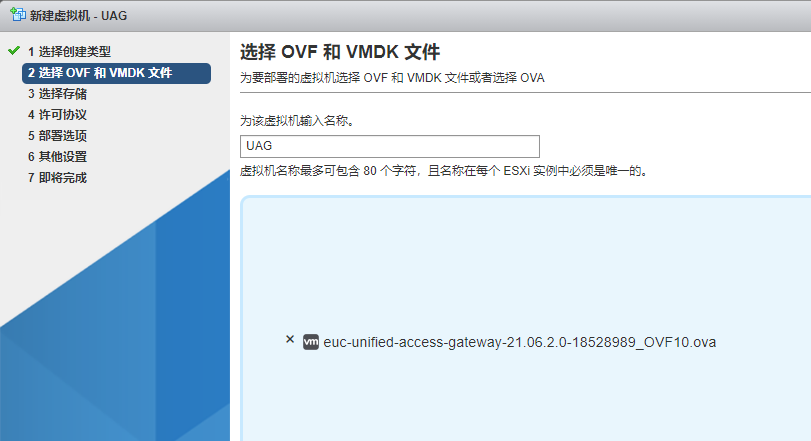 新建虚拟机 - UAG
1 选择创建类型
2 选择 OVF 和 VMDK 文件
3 选择存储
4 许可协议
5 部署选项
6 其他设置
7 即将完成
选择 OVF 和 VMDK 文件
为要部署的虚拟机选择 OVF 和 VMDK 文件或者选择 OVA
为该虚拟机输入名称。
UAG
虚拟机名称最多可包含 80 个字符，且名称在每个 ESXi 实例中必须是唯一的。
× vm euc-unified-access-gateway-21.06.2.0-18528989_OVF10.ova